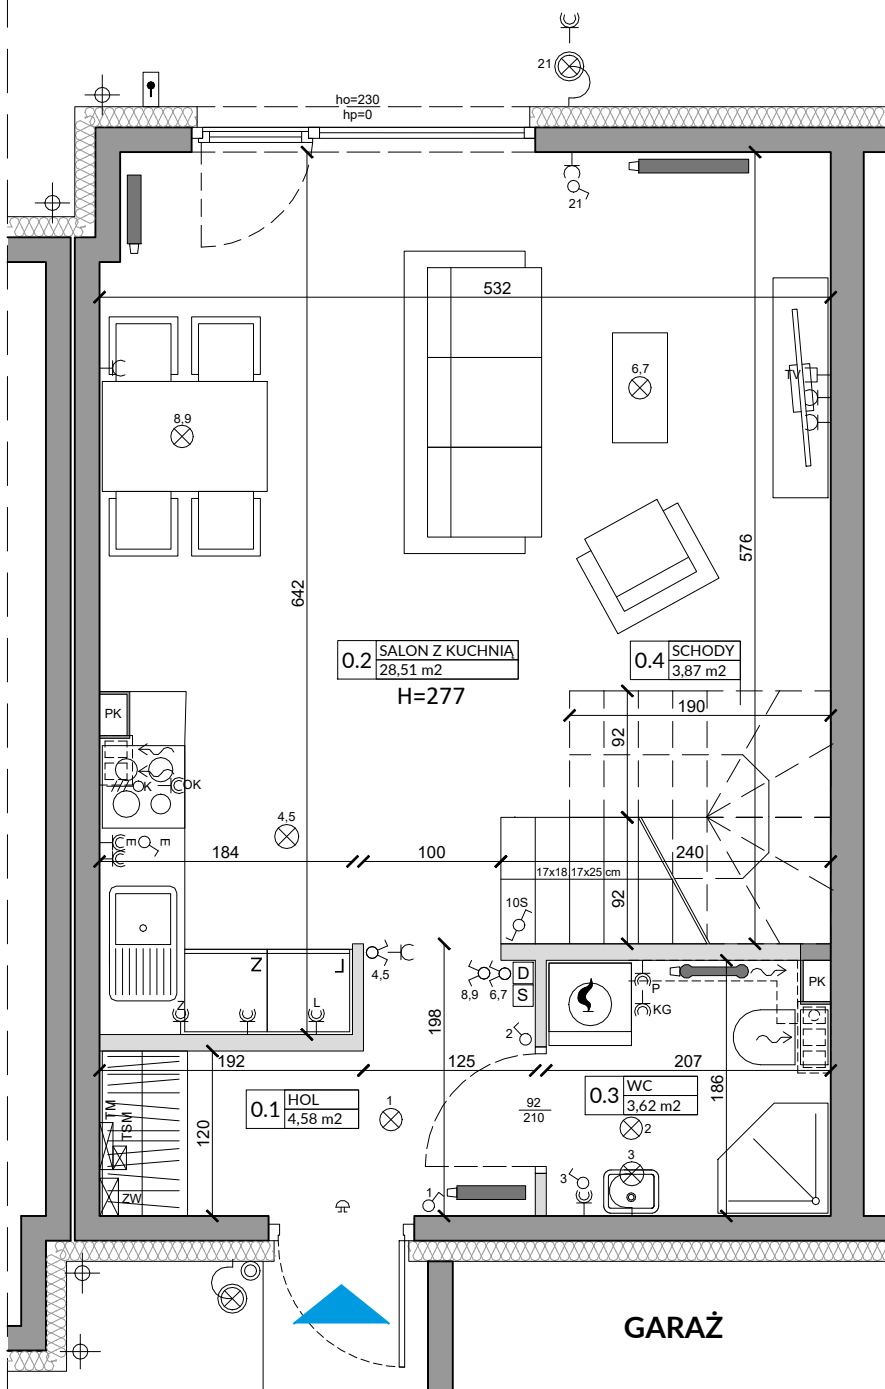 21
ho=230
hp=0
21
532
6,7
TV
8,9
576
642
0.2 SALON Z KUCHNIĄ
28,51 m2
H=277
0.4 SCHODY
3,87 m2
PK
190
92
OK
OK
4,5
E
E
184
100
240
17x18,17x25 cm
92
10S
Z
L
4,5
8,9
6,7
D
S
P
KG
PK
Z
L
198
2
192
125
207
186
0.1 HOL
4,58 m2
1
92
210
0.3 WC
3,62 m2
2
120
TM
TSM
ZW
3
3
1
GARAŻ